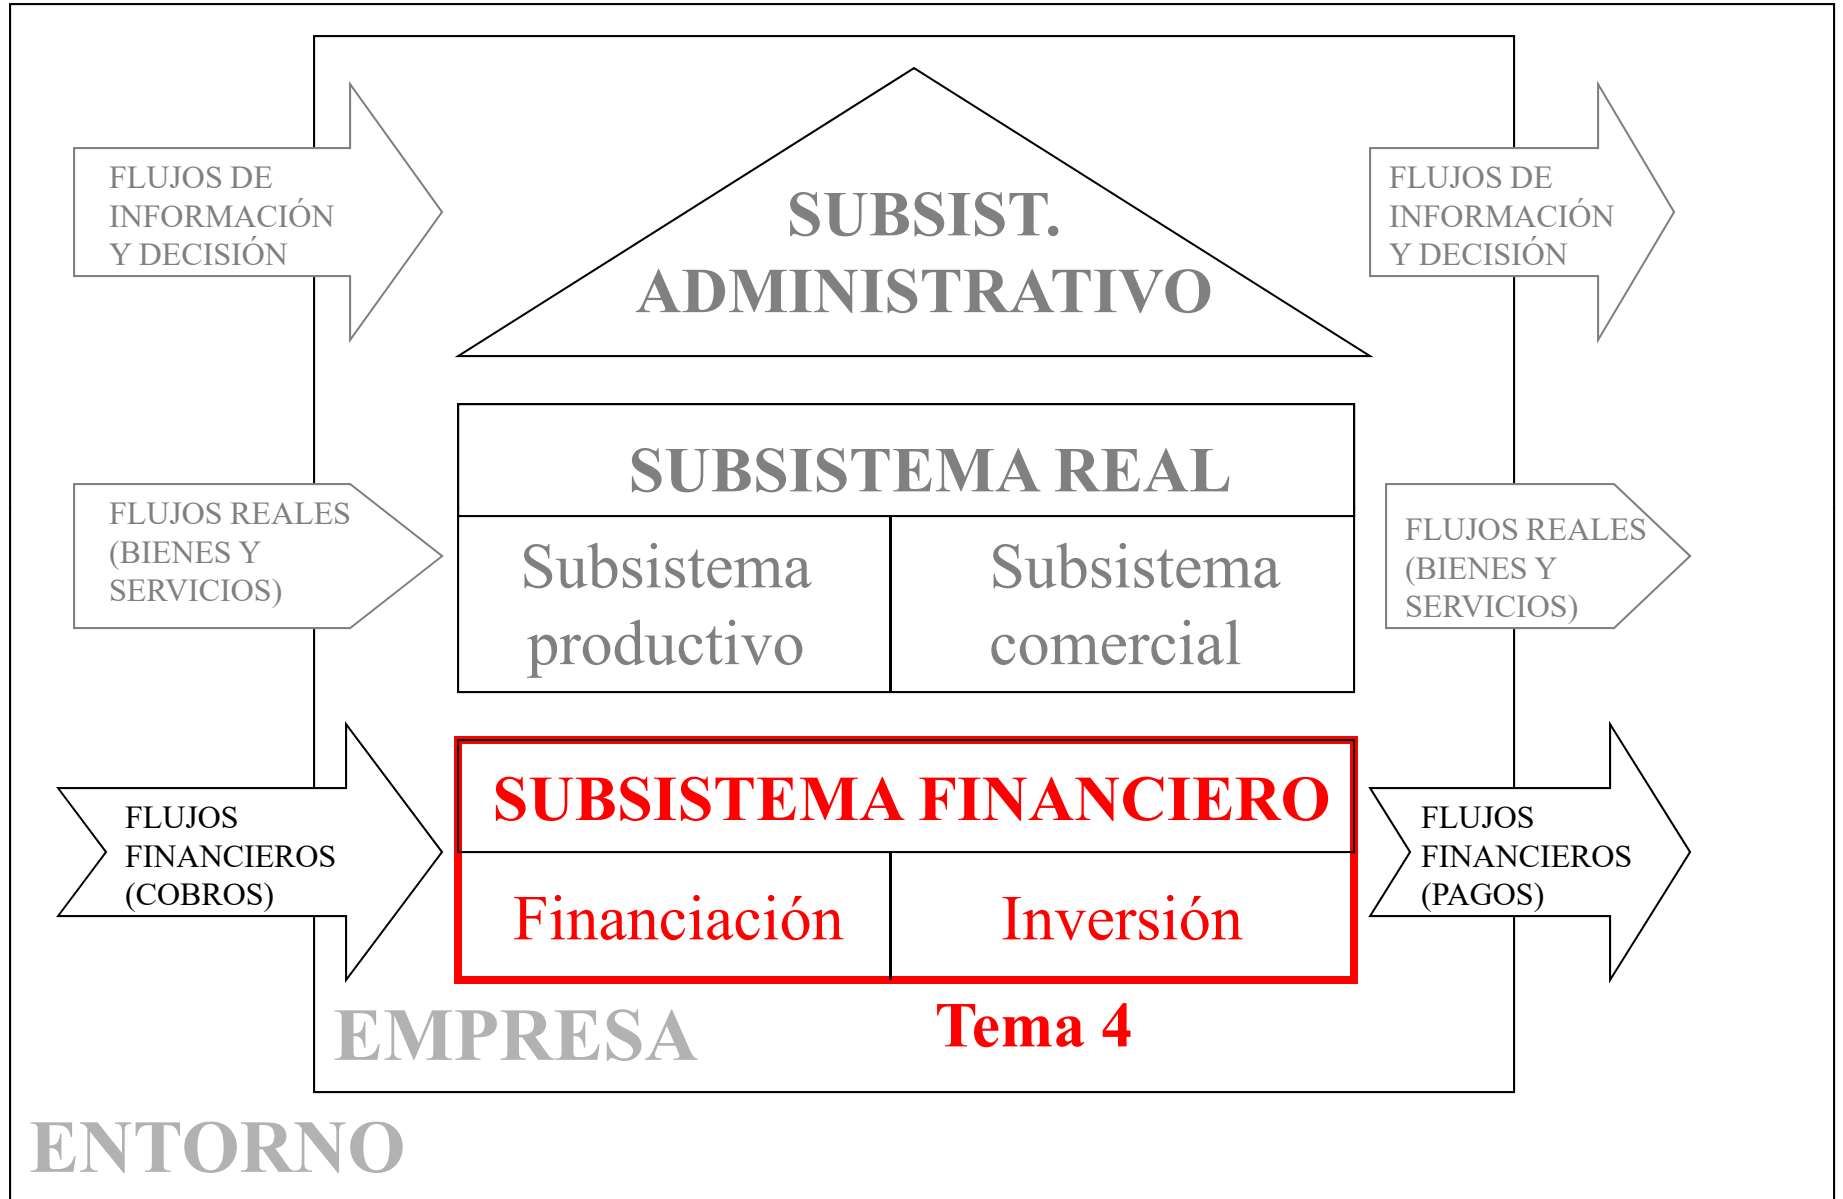 FLUJOS DE
INFORMACIÓN
Y DECISIÓN
SUBSIST.
ADMINISTRATIVO
FLUJOS DE
INFORMACIÓN
Y DECISIÓN
FLUJOS REALES
(BIENES Y
SERVICIOS)
SUBSISTEMA REAL
Subsistema
productivo
Subsistema
comercial
FLUJOS REALES
(BIENES Y
SERVICIOS)
FLUJOS
FINANCIEROS
(COBROS)
SUBSISTEMA FINANCIERO
Financiación
Inversión
FLUJOS
FINANCIEROS
(PAGOS)
EMPRESA
Tema 4
ENTORNO